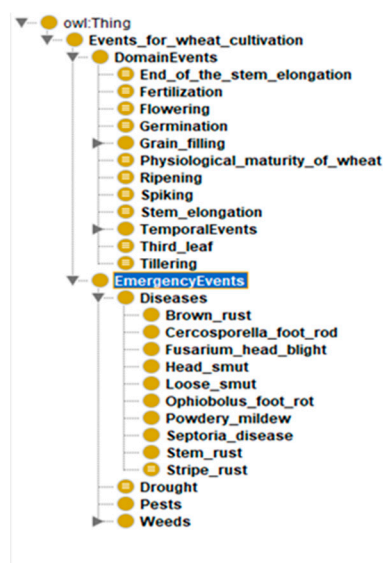 owl:Thing
Events_for_wheat_cultivation
DomainEvents
End_of_the_stem_elongation
Fertilization
Flowering
Germination
Grain_filling
Physiological_maturity_of_wheat
Ripening
Spiking
Stem_elongation
TemporalEvents
Third_leaf
Tillering
EmergencyEvents
Diseases
Brown_rust
Cercosporella_foot_rod
Fusarium_head_blight
Head_smut
Loose_smut
Ophiobolus_foot_rot
Powdery_mildew
Septoria_disease
Stem_rust
Stripe_rust
Drought
Pests
Weeds